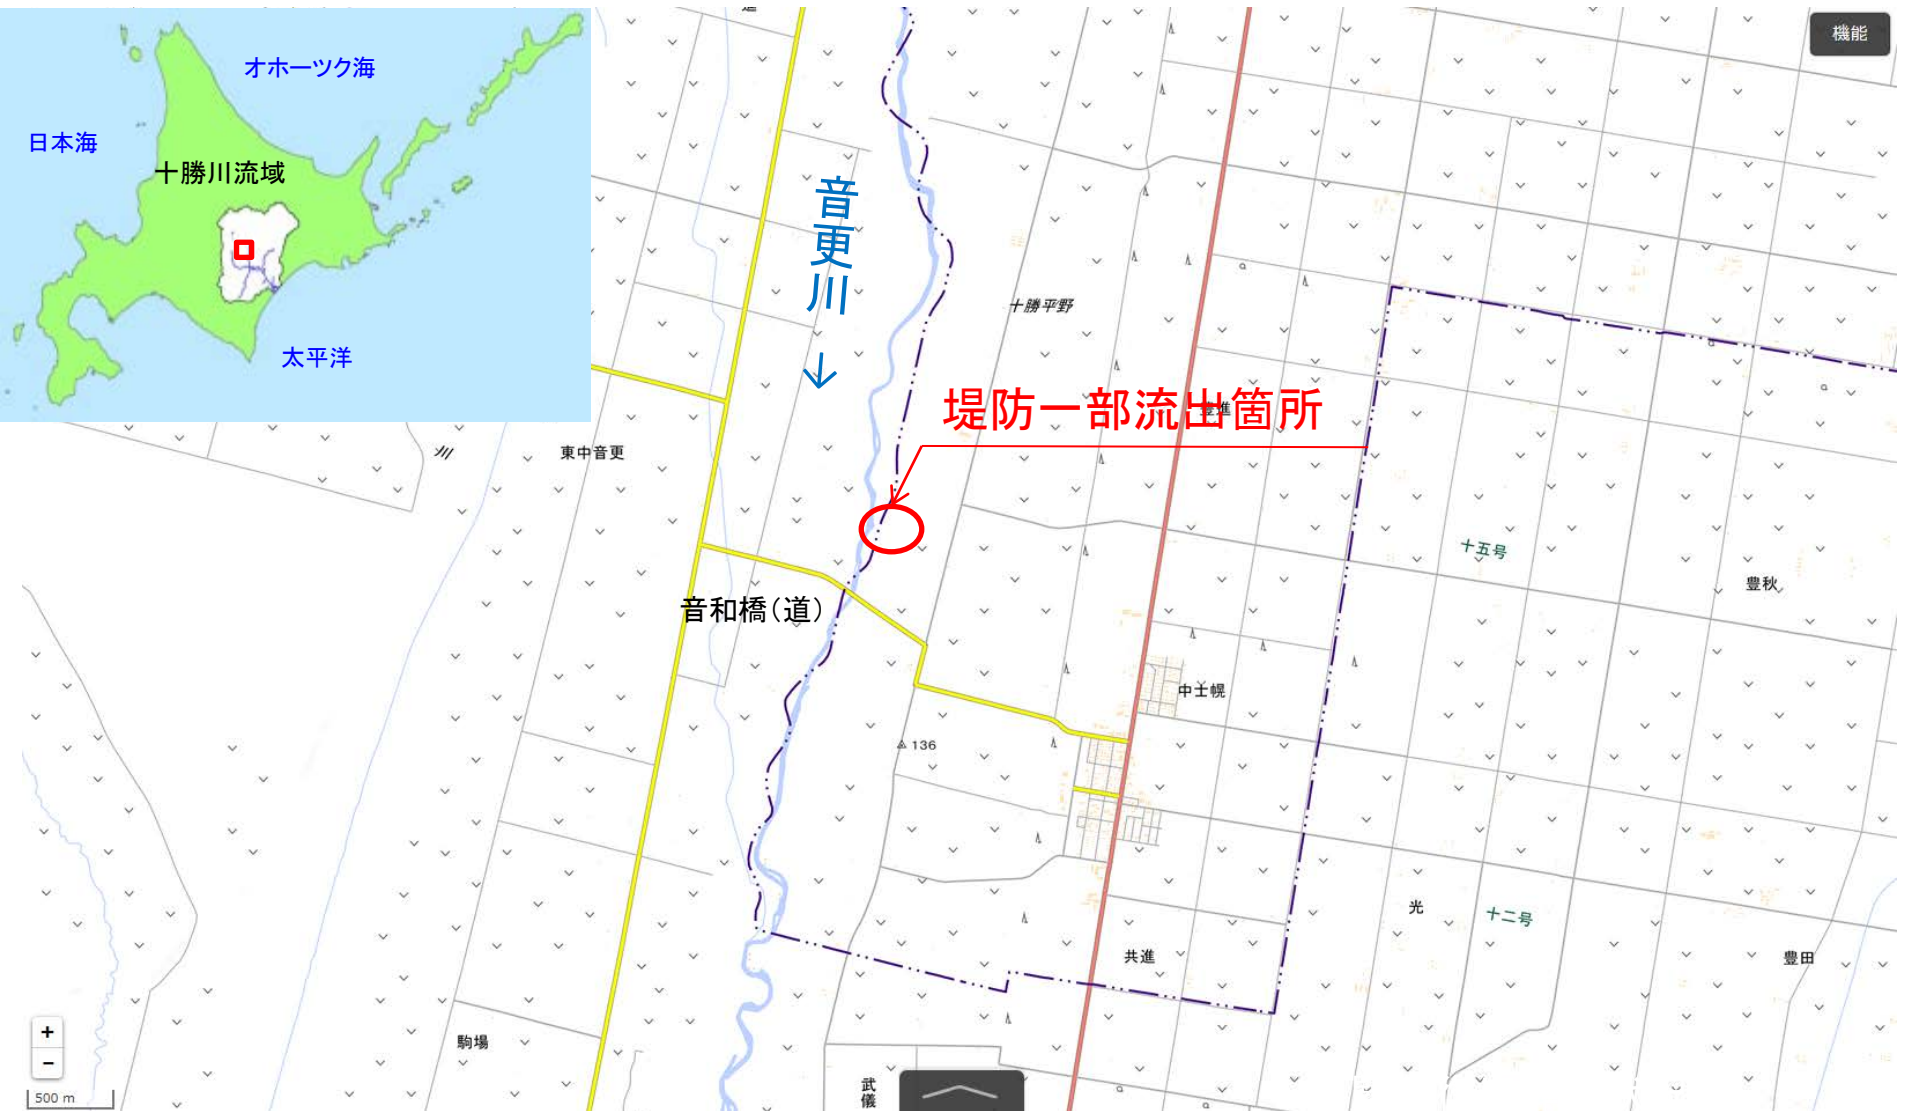 オホーツク海
日本海
十勝川流域
太平洋
機能
音更川
↓
十勝平野
堤防一部流出箇所
豊進
東中音更
川
十五号
豊秋
音和橋(道)
中士幌
136
光
十二号
共進
豊田
駒場
武儀
+
−
500 m